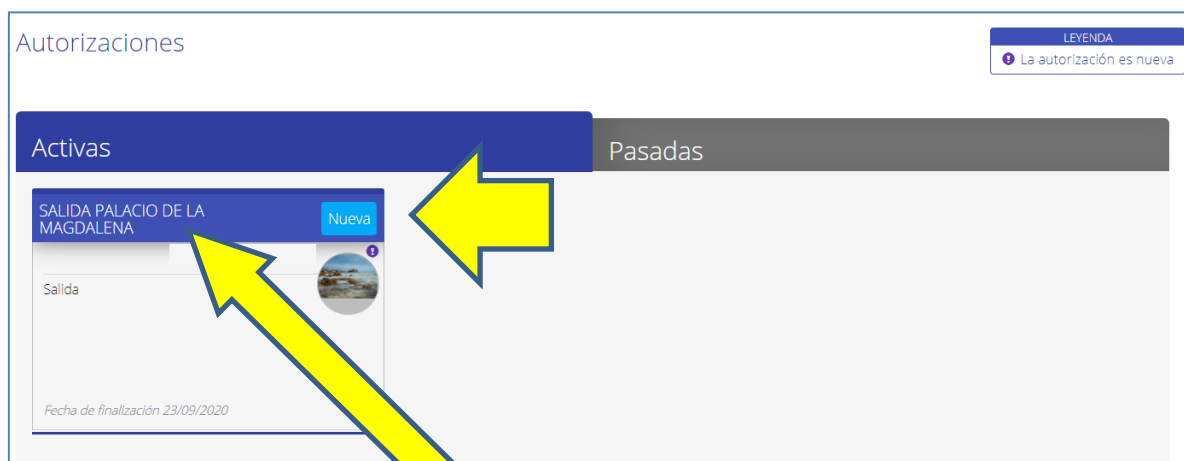 Autorizaciones
LEYENDA
La autorización es nueva
Activas
Pasadas
SALIDA PALACIO DE LA
MAGDALENA
Nueva
Salida
Fecha de finalización 23/09/2020